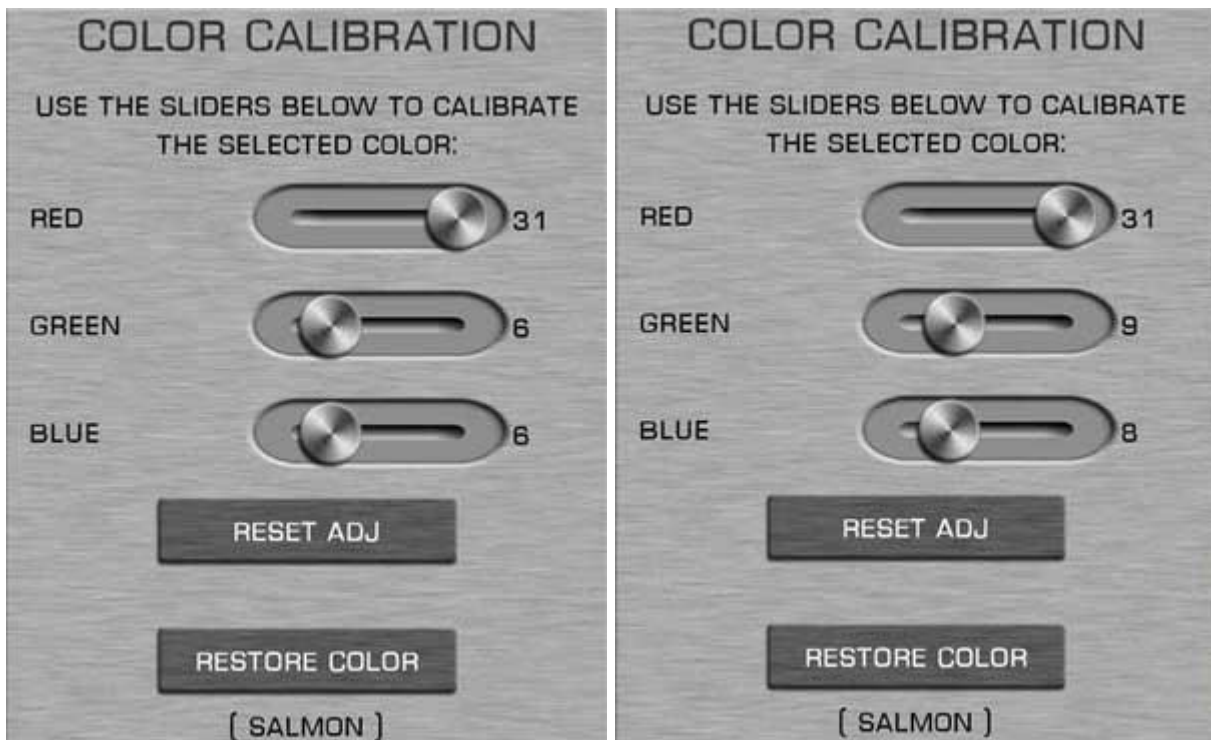 COLOR CALIBRATION
USE THE SLIDERS BELOW TO CALIBRATE
THE SELECTED COLOR:
RED 31
GREEN 6
BLUE 6
RESET ADJ
RESTORE COLOR
[ SALMON ]
COLOR CALIBRATION
USE THE SLIDERS BELOW TO CALIBRATE
THE SELECTED COLOR:
RED 31
GREEN 9
BLUE 8
RESET ADJ
RESTORE COLOR
[ SALMON ]